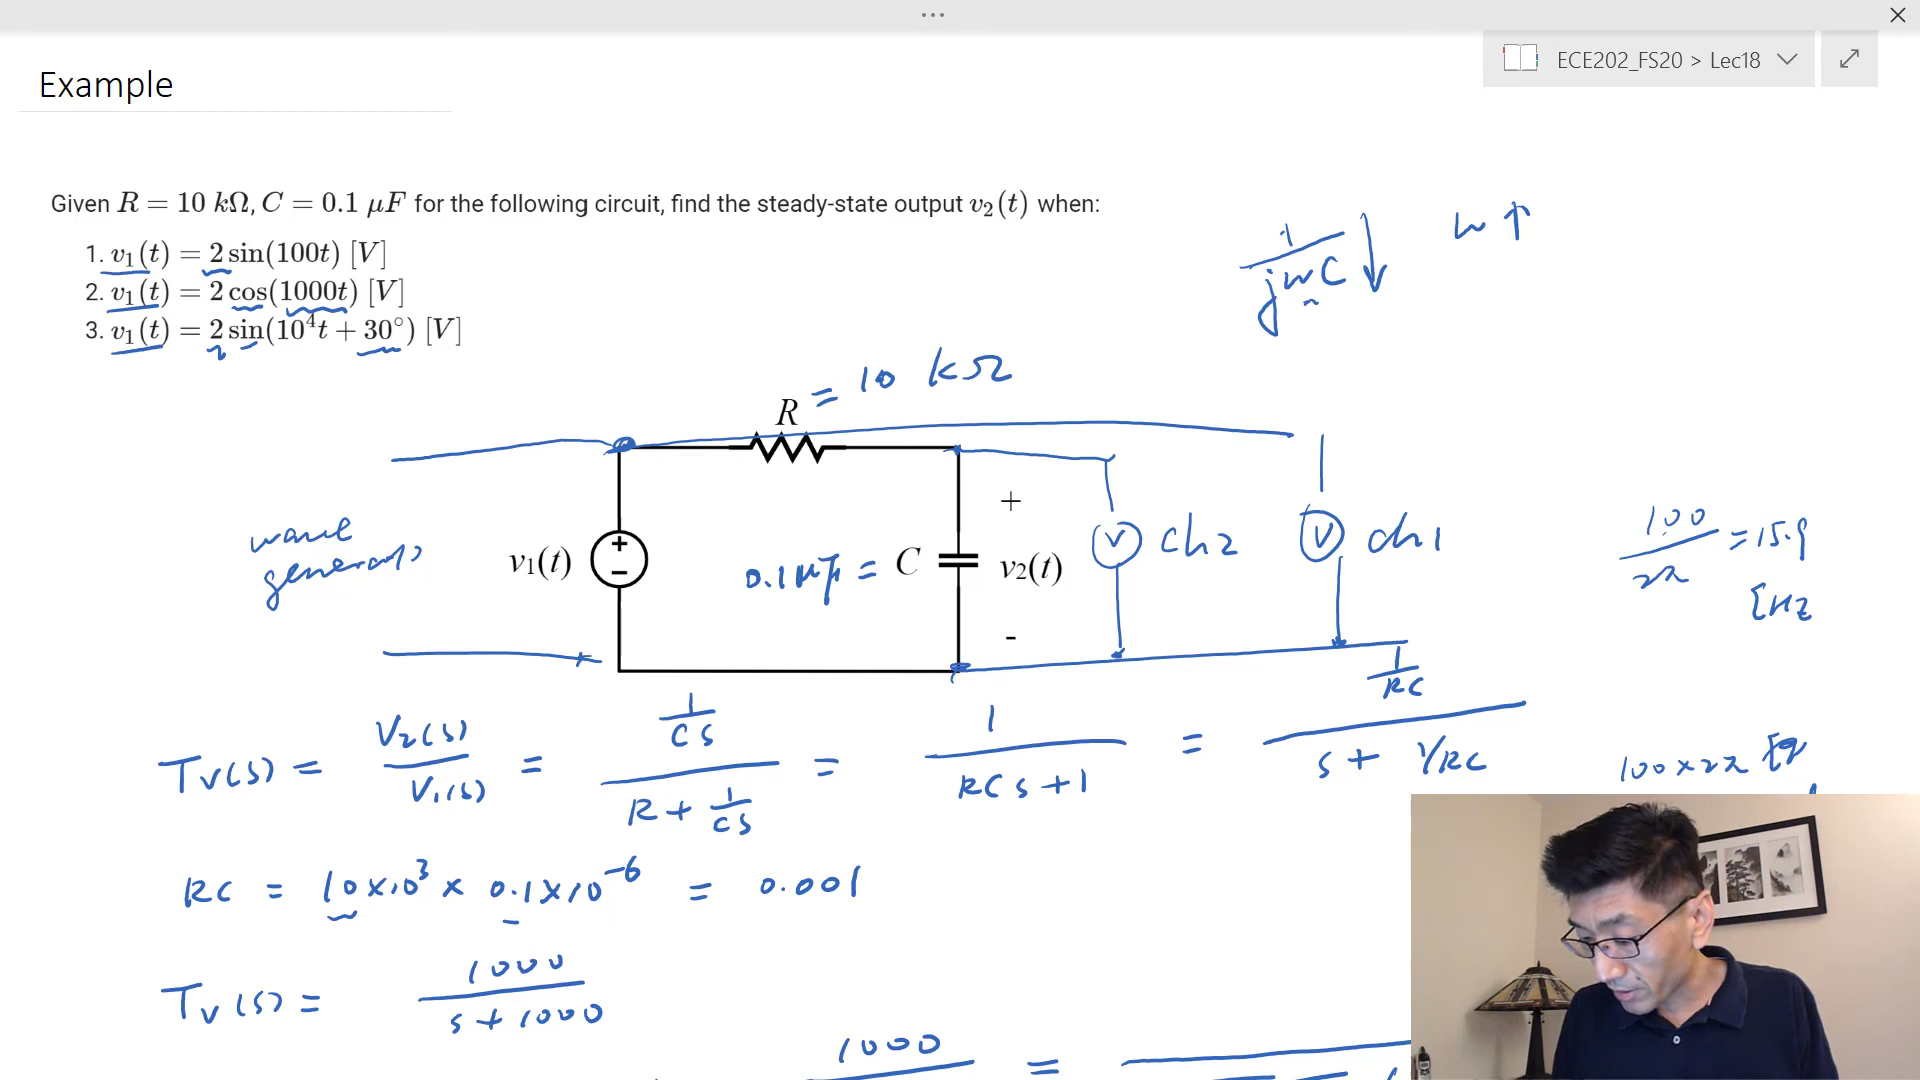 ECE202_FS20 > Lec18
Example
Given R = 10 kΩ, C = 0.1 μF for the following circuit, find the steady-state output v₂(t) when:
1. v₁(t) = 2 sin(100t) [V]
2. v₁(t) = 2 cos(1000t) [V]
3. v₁(t) = 2 sin(10⁴t + 30°) [V]
1/jωC ↓ ω ↑
R = 10 kΩ
wave
v1(t)
+
-
0.1 μF = C
+
v2(t)
-
V ch2
V ch1
100/2π = 15.9
[Hz
Tv(s) = V2(s)/V1(s) = (1/Cs)/(R + 1/Cs) = 1/(RCs+1) = (1/RC)/(s + 1/RC)
100 × 2π
RC = 10×10³ × 0.1×10⁻⁶ = 0.001
Tv(s) = 1000/(s + 1000)
1000 =